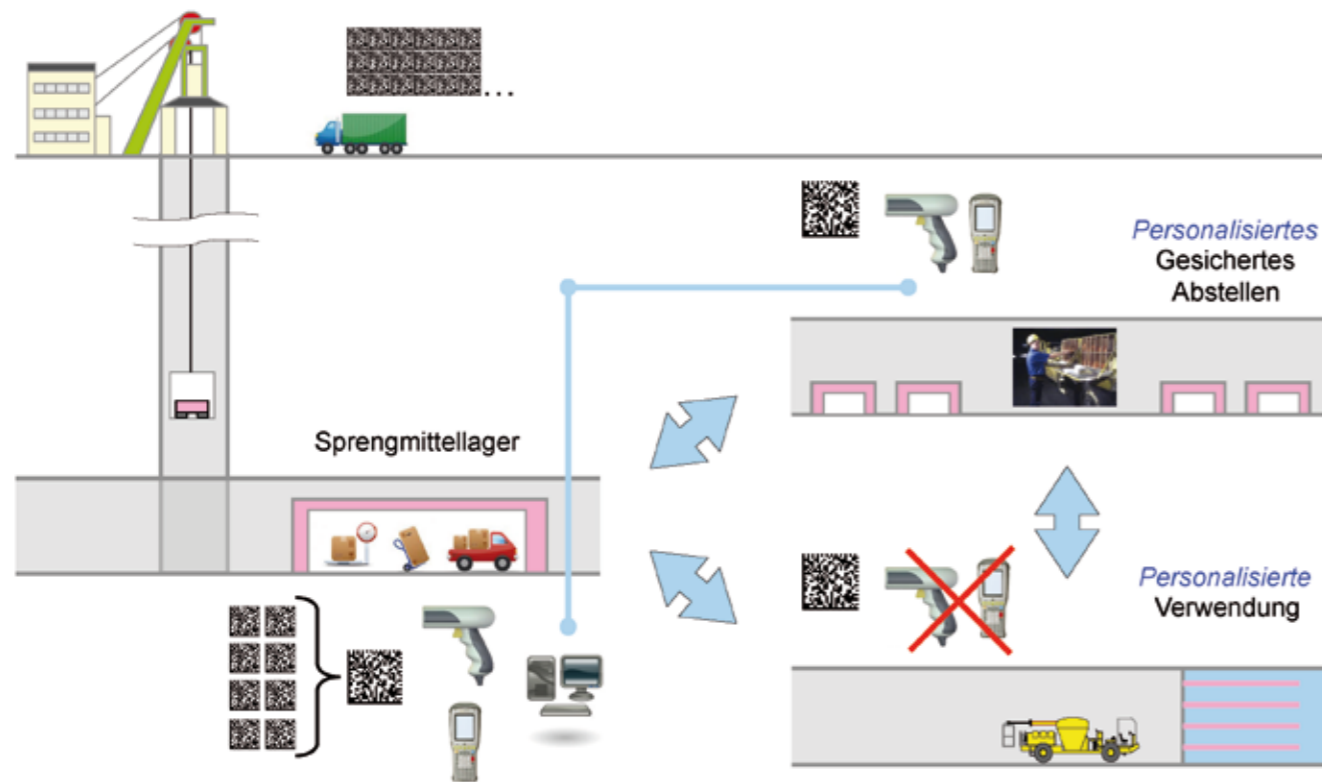 ...
Personalisiertes
Gesichertes
Abstellen
Sprengmittellager
Personalisierte
Verwendung